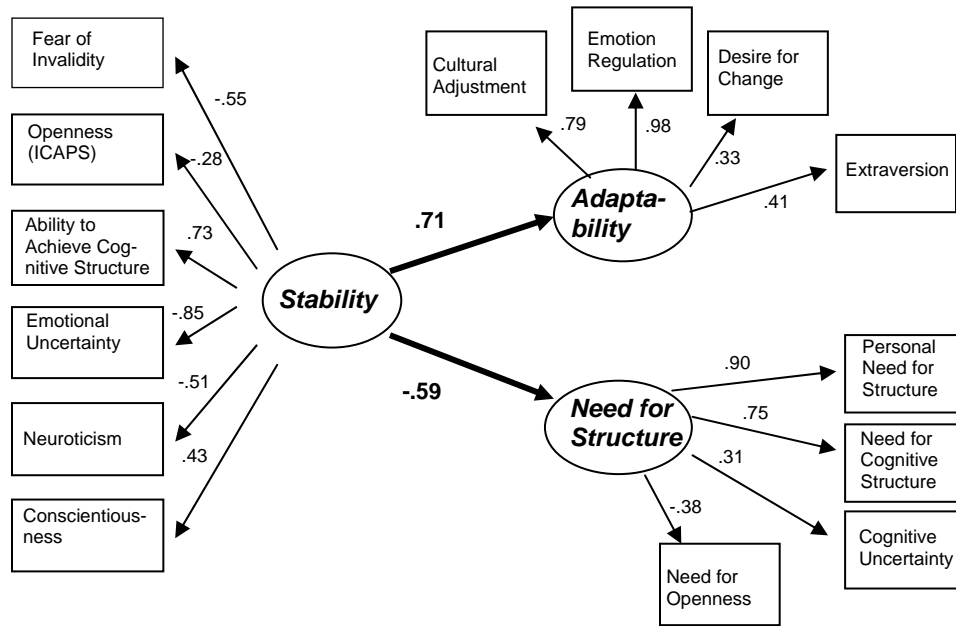 Fear of
Invalidity
-.55
Openness
(ICAPS)
-.28
Ability to
Achieve Cog-
nitive Structure
.73
Emotional
Uncertainty
-.85
Neuroticism
-.51
Conscientious-
ness
.43
Stability
.71
-.59
Cultural
Adjustment
.79
Emotion
Regulation
.98
Desire for
Change
.33
Extraversion
.41
Adapta-
bility
Need for
Structure
Personal
Need for
Structure
.90
Need for
Cognitive
Structure
.75
Cognitive
Uncertainty
.31
Need for
Openness
-.38